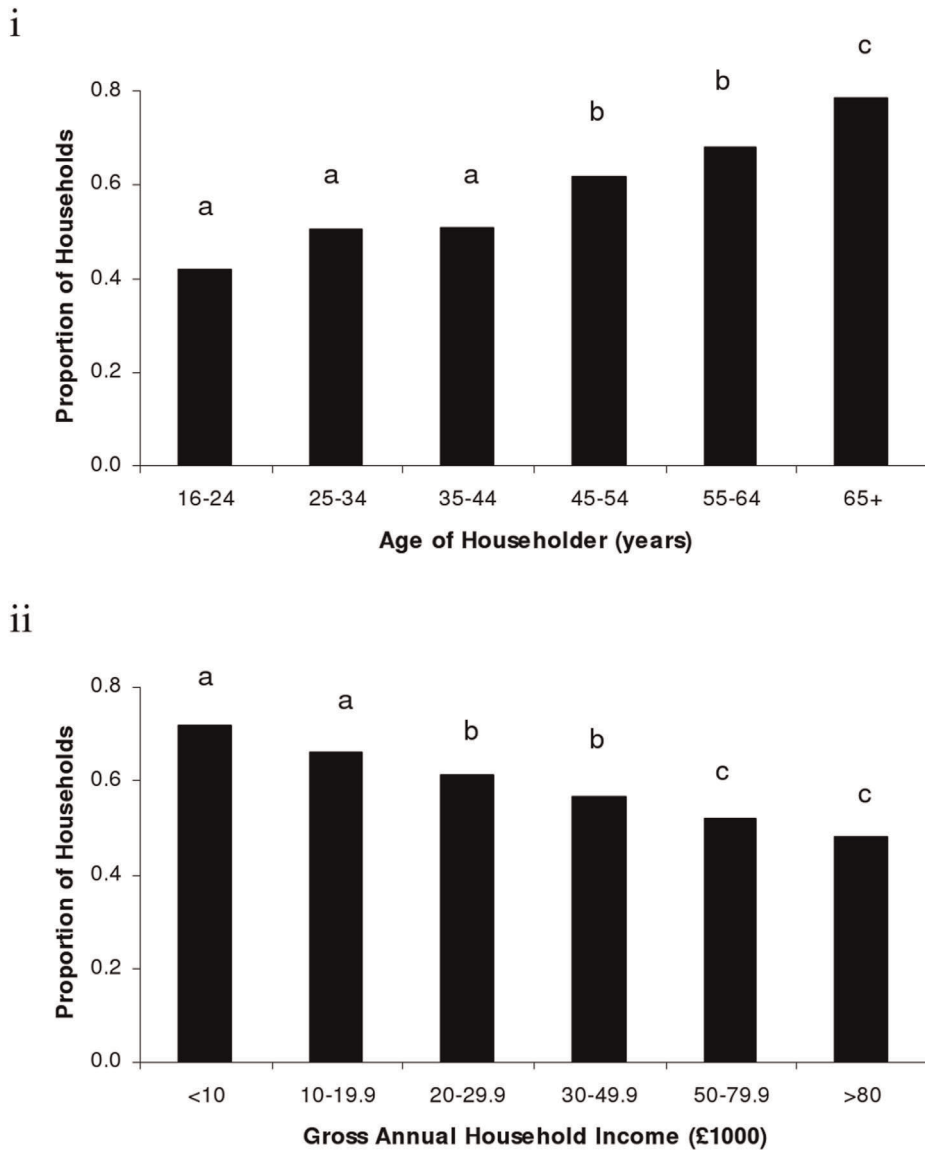 i
Proportion of Households
0.8
0.6
0.4
0.2
0.0
a
a
a
b
b
c
16-24 25-34 35-44 45-54 55-64 65+
Age of Householder (years)
ii
Proportion of Households
0.8
0.6
0.4
0.2
0.0
a
a
b
b
c
c
<10 10-19.9 20-29.9 30-49.9 50-79.9 >80
Gross Annual Household Income (£1000)